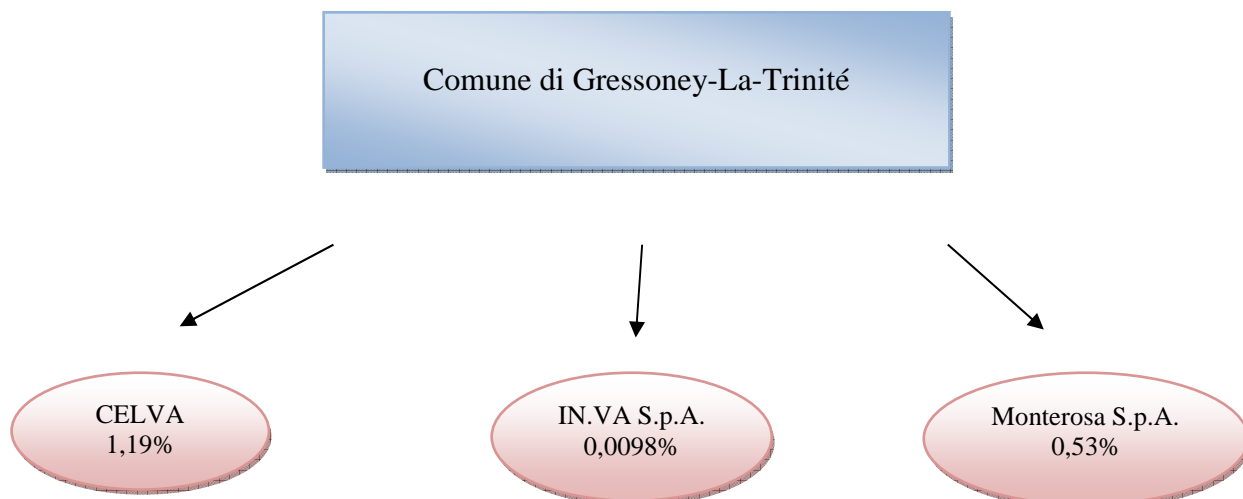 Comune di Gressoney-La-Trinité
CELVA
1,19%
IN.VA S.p.A.
0,0098%
Monterosa S.p.A.
0,53%